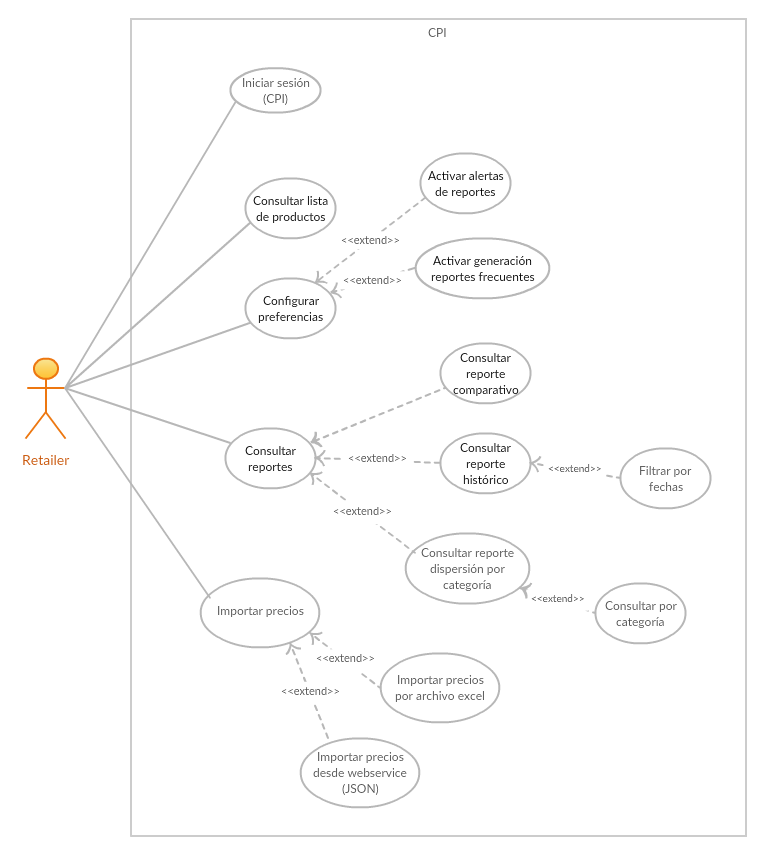 CPI
Iniciar sesión
(CPI)
Activar alertas
de reportes
Consultar lista
de productos
<<extend>>
Activar generación
reportes frecuentes
<<extend>>
Configurar
preferencias
Consultar
reporte
comparativo
Retailer
Consultar
reportes
<<extend>>
Consultar
reporte
histórico
<<extend>>
Filtrar por
fechas
<<extend>>
Consultar reporte
dispersión por
categoría
<<extend>>
Consultar por
categoría
Importar precios
<<extend>>
Importar precios
por archivo excel
<<extend>>
Importar precios
desde webservice
(JSON)